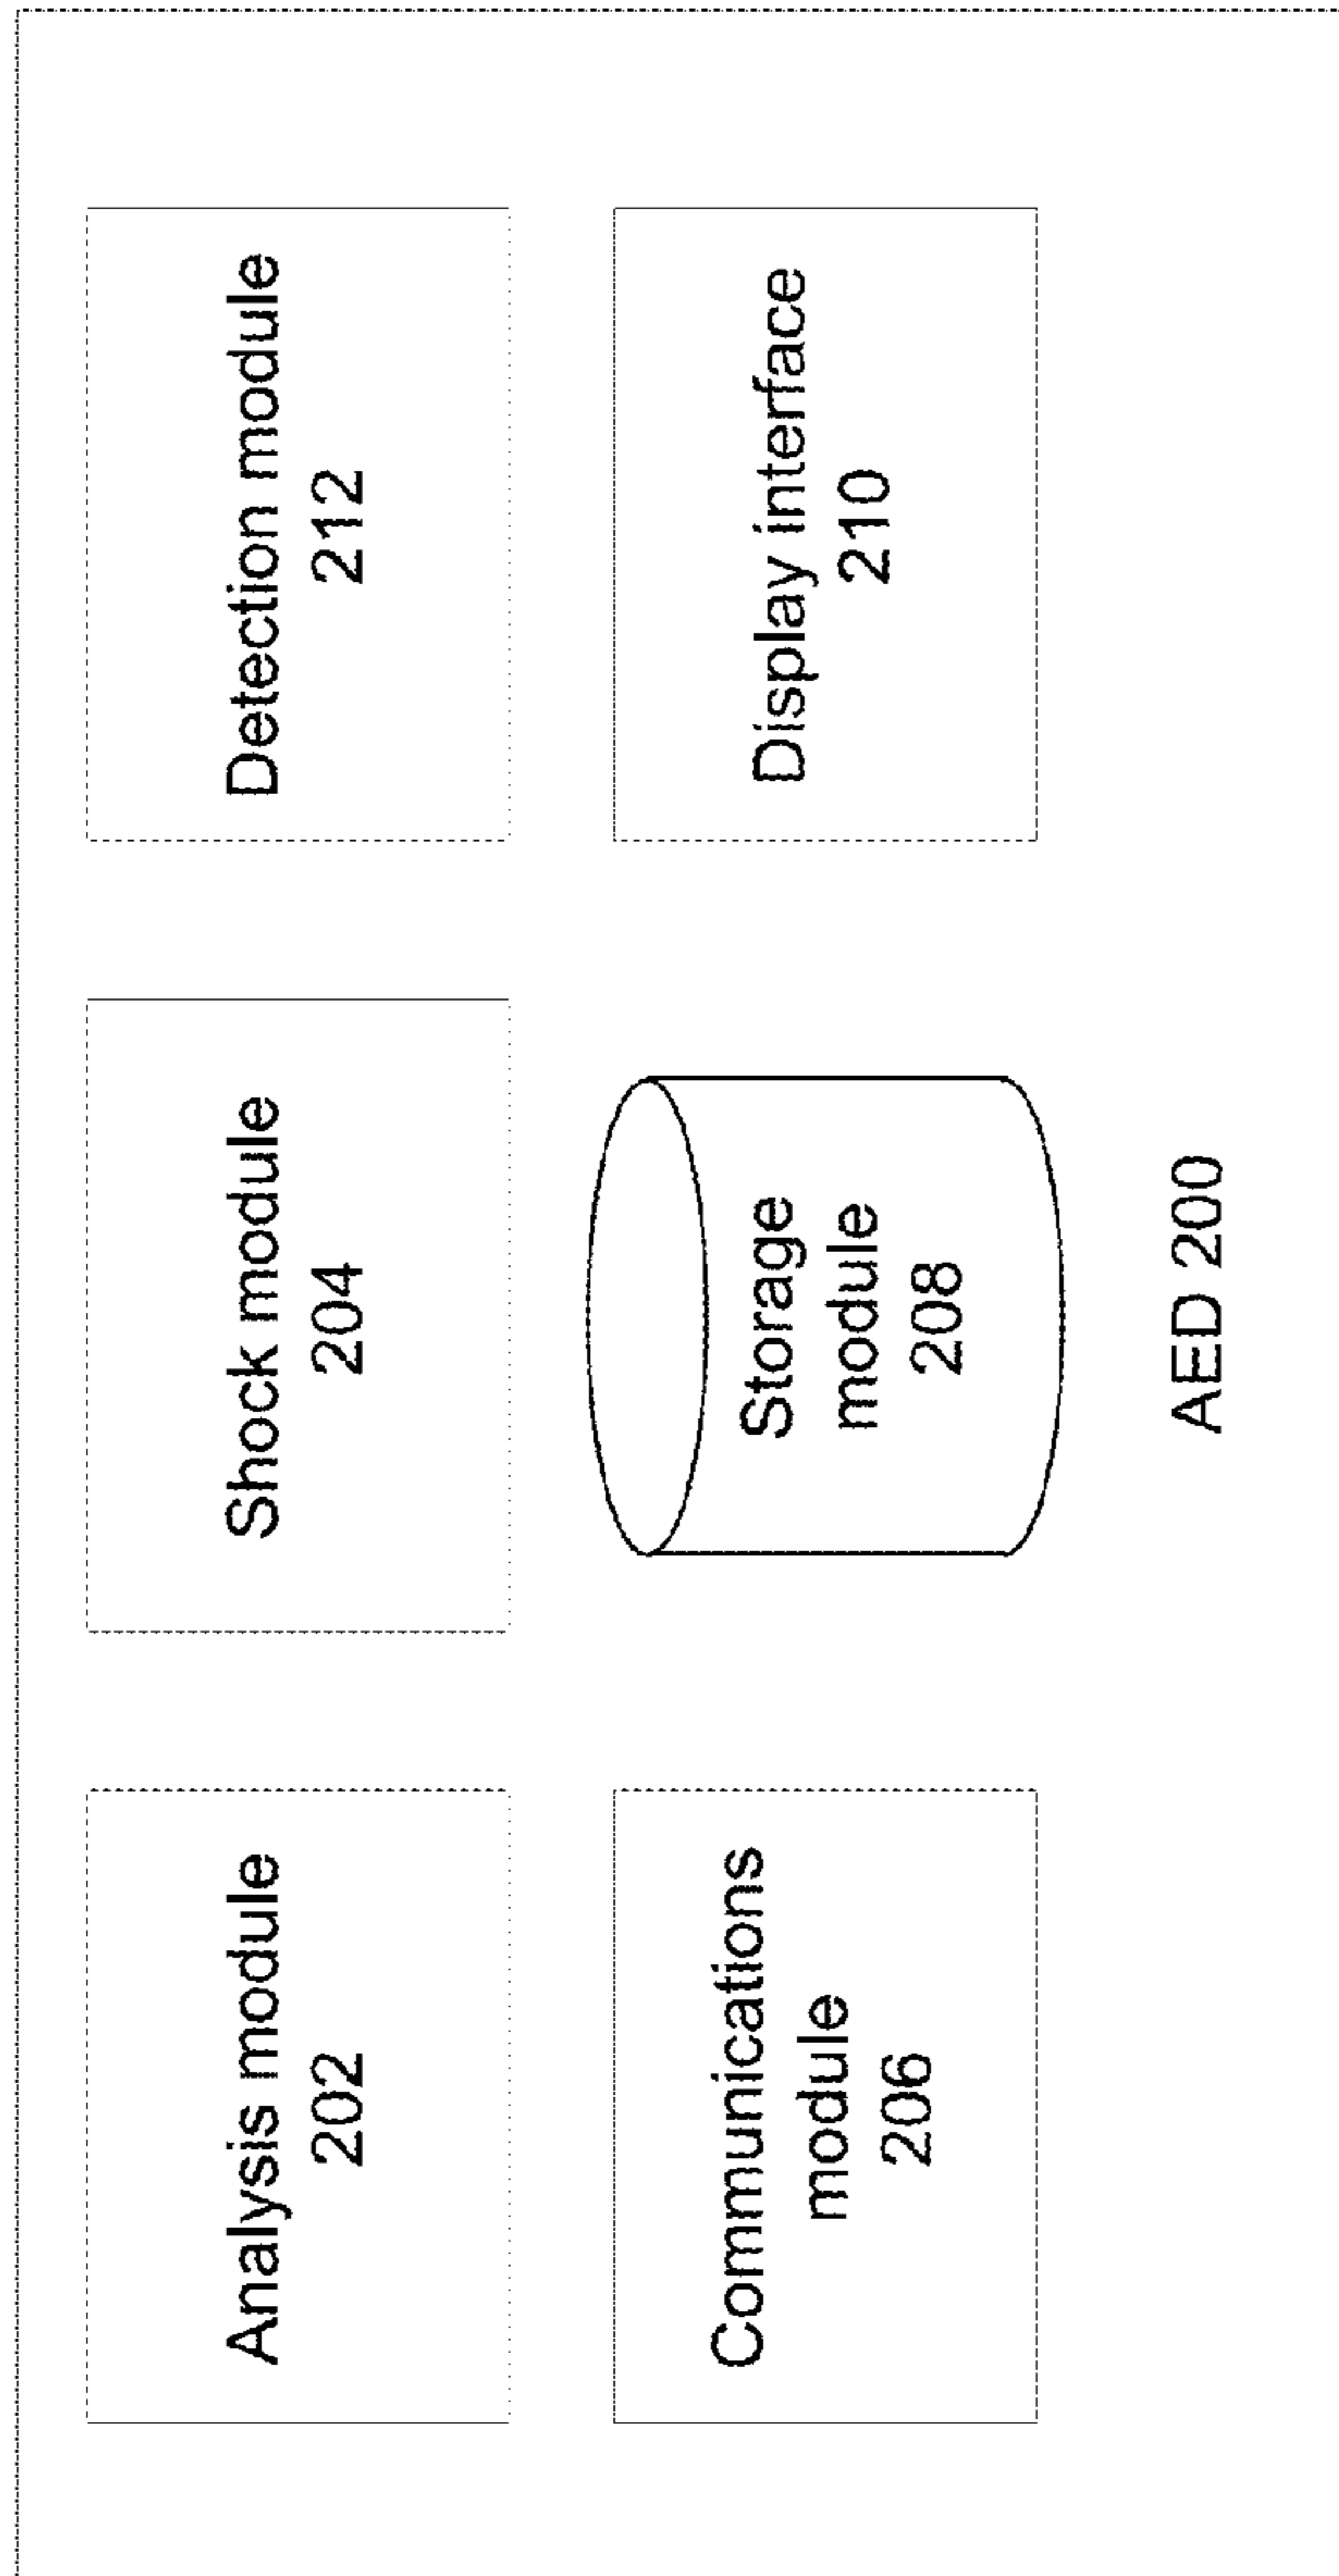 Analysis module
202
Shock module
204
Detection module
212
Communications
module
206
Storage
module
208
Display interface
210
AED 200